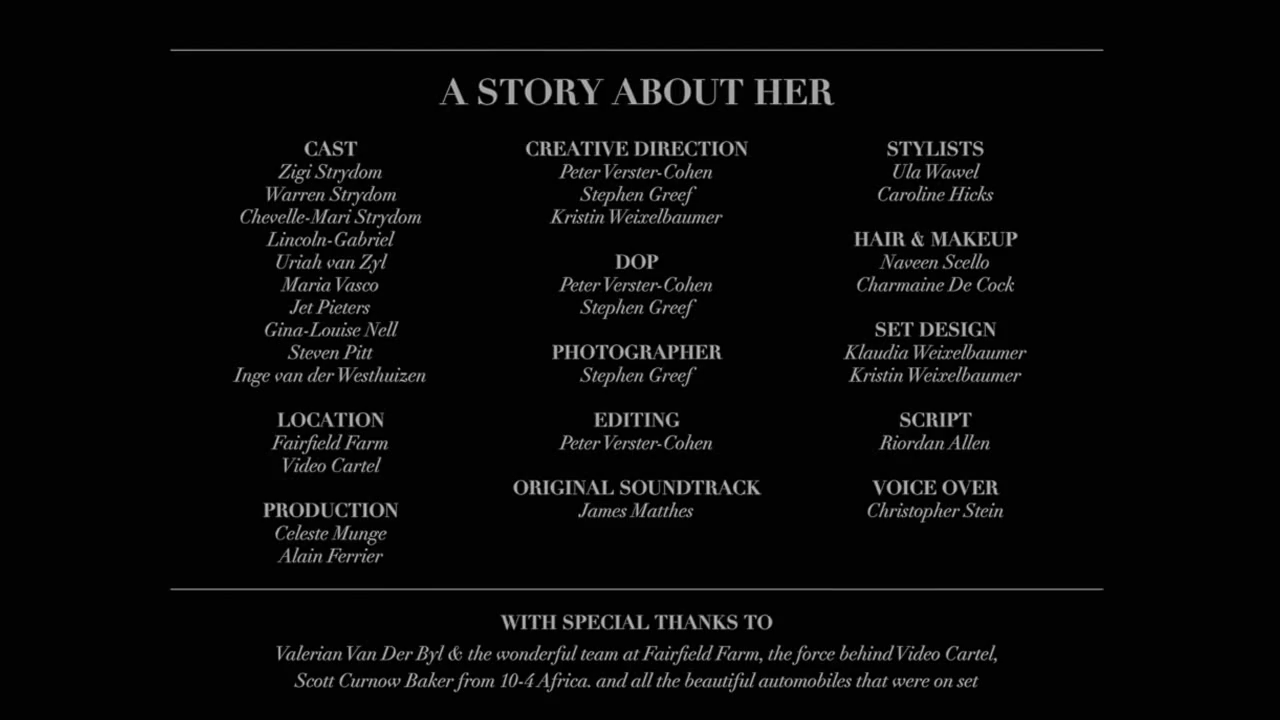 A STORY ABOUT HER
CAST
Zigi Strydom
Warren Strydom
Chevelle-Mari Strydom
Lincoln-Gabriel
Uriah van Zyl
Maria Vasco
Jet Pieters
Gina-Louise Nell
Steven Pitt
Inge van der Westhuizen
LOCATION
Fairfield Farm
Video Cartel
PRODUCTION
Celeste Munge
Alain Ferrier
CREATIVE DIRECTION
Peter Verster-Cohen
Stephen Greef
Kristin Weixelbaumer
DOP
Peter Verster-Cohen
Stephen Greef
PHOTOGRAPHER
Stephen Greef
EDITING
Peter Verster-Cohen
ORIGINAL SOUNDTRACK
James Matthes
STYLISTS
Ula Wawel
Caroline Hicks
HAIR & MAKEUP
Naveen Scello
Charmaine De Cock
SET DESIGN
Klaudia Weixelbaumer
Kristin Weixelbaumer
SCRIPT
Riordan Allen
VOICE OVER
Christopher Stein
WITH SPECIAL THANKS TO
Valerian Van Der Byl & the wonderful team at Fairfield Farm, the force behind Video Cartel,
Scott Curnow Baker from 10-4 Africa. and all the beautiful automobiles that were on set